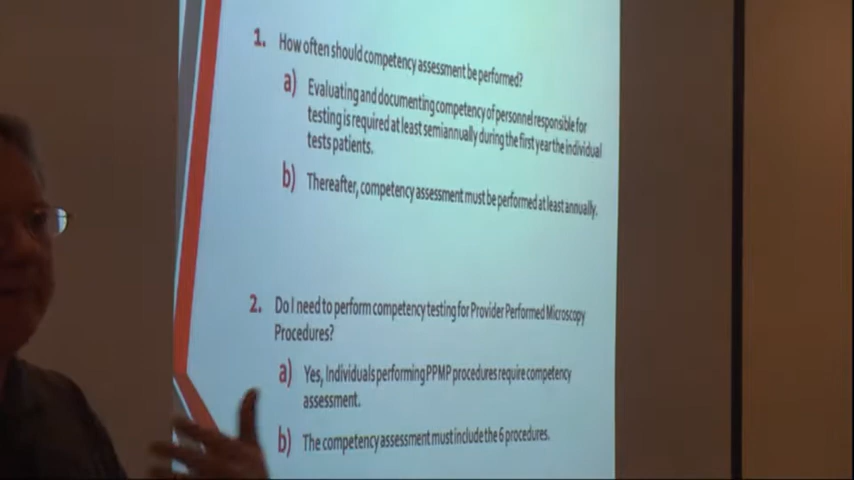 1. How often should competency assessment be performed?
a) Evaluating and documenting competency of personnel responsible for
testing is required at least semiannually during the first year the individual
tests patients.
b) Thereafter, competency assessment must be performed at least annually.
2. Do I need to perform competency testing for Provider Performed Microscopy
Procedures?
a) Yes, Individuals performing PPMP procedures require competency
assessment.
b) The competency assessment must include the 6 procedures.